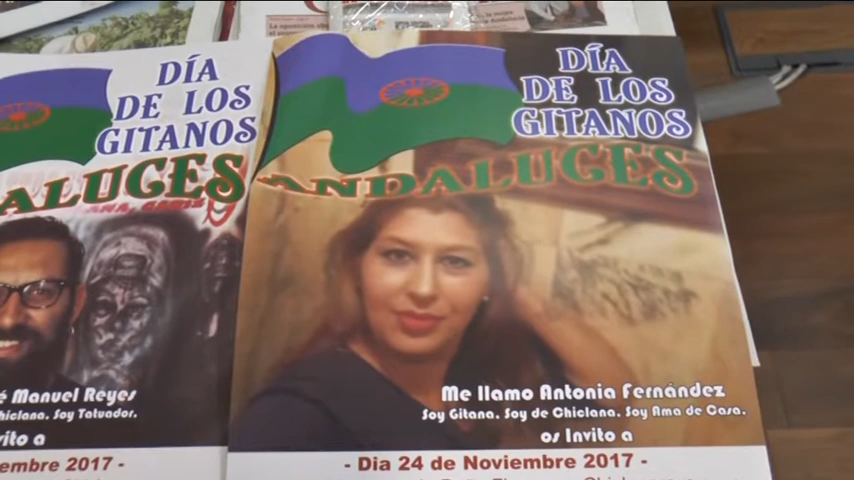 DÍA
DE LOS
GITANOS
ALUCES
é Manuel Reyes
Chiclana. Soy Tatuador.
vito a
embre 2017 -
DÍA
DE LOS
GITANOS
ANDALUCES
Me llamo Antonia Fernández
Soy Gitana. Soy de Chiclana. Soy Ama de Casa.
os Invito a
- Dia 24 de Noviembre 2017 -